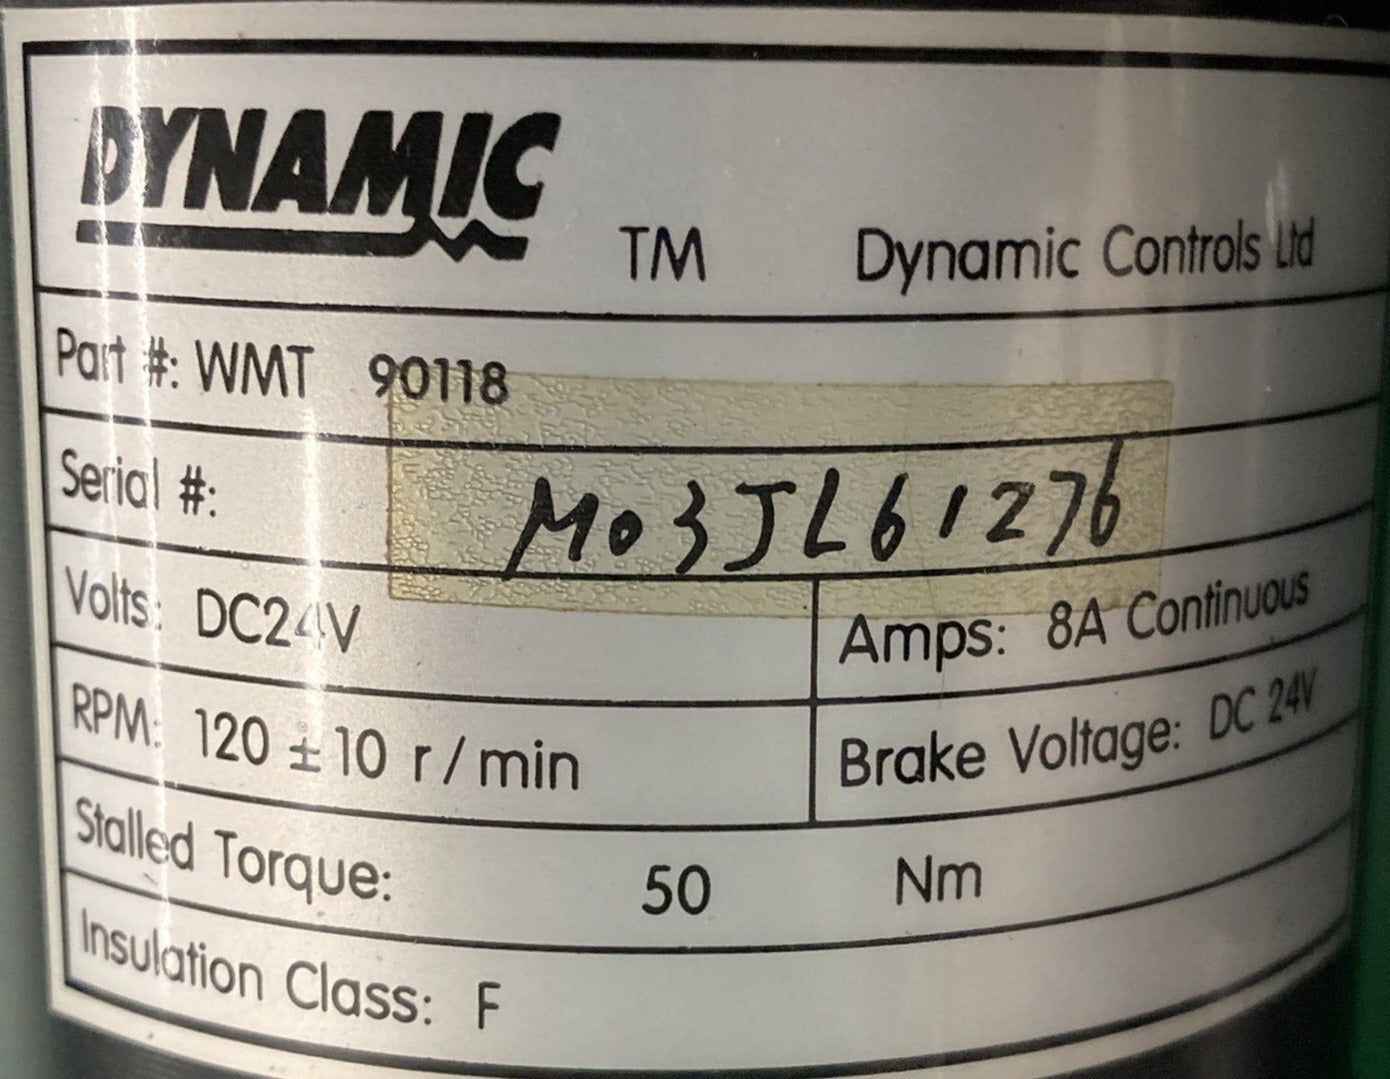 DYNAMIC TM Dynamic Controls Ltd
Part #: WMT 90118
Serial #: M03JL61276
Volts: DC24V Amps: 8A Continuous
RPM: 120 ± 10 r/min Brake Voltage: DC 24V
Stalled Torque: 50 Nm
Insulation Class: F